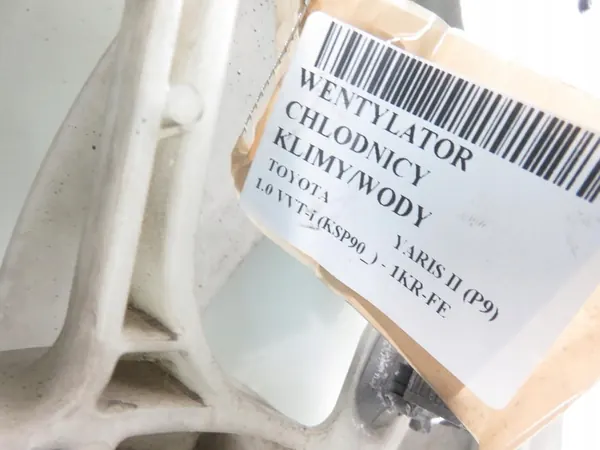 WENTYLATOR
CHLODNICY
KLIMY/WODY
TOYOTA YARIS II (P9)
1.0 VVT-i (KSP90_) - 1KR-FE